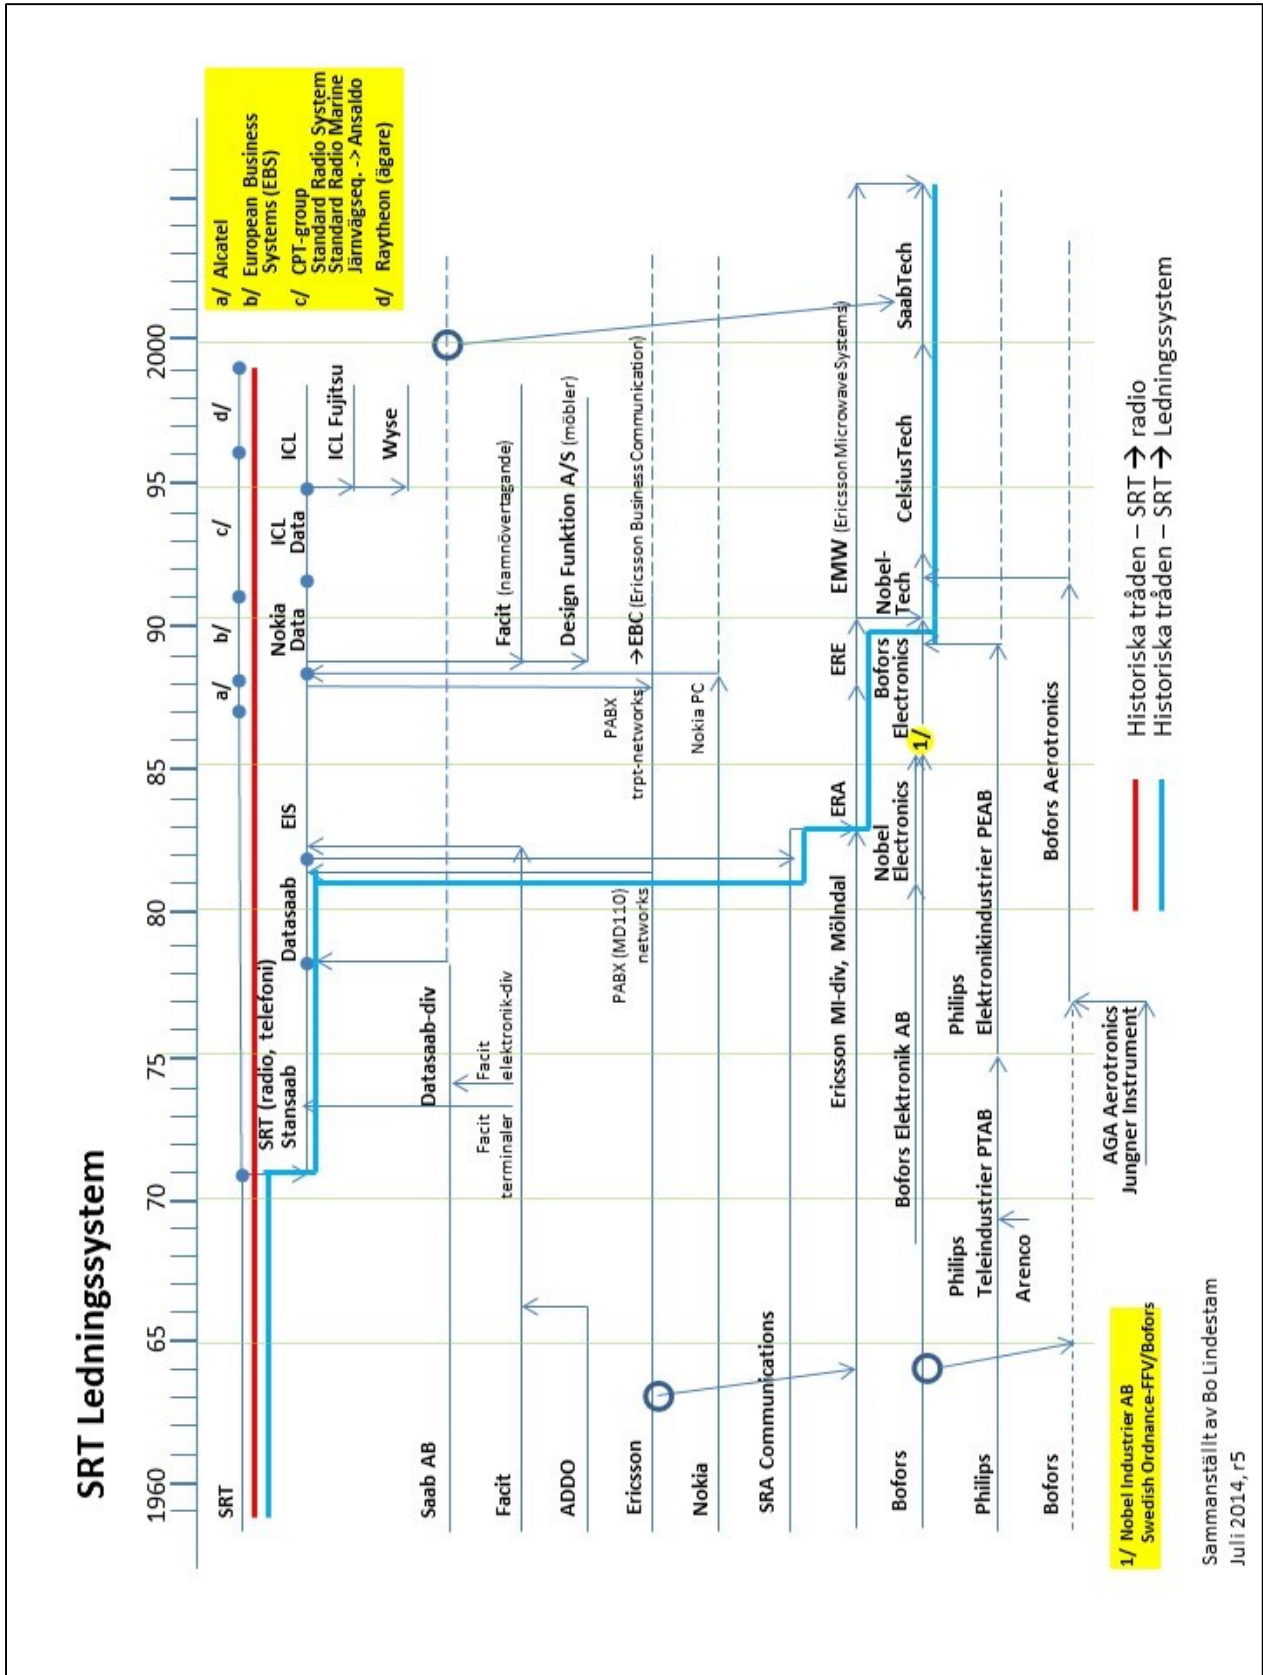 SRT Ledningssystem
1960
65
70
75
80
85
90
95
2000
a/ Alcatel
b/ European Business
Systems (EBS)
c/ CPT-group
Standard Radio System
Standard Radio Marine
Järnvägseq. -> Ansaldo
d/ Raytheon (ägare)
SRT
a/
b/
c/
d/
SRT (radio, telefoni)
Stansaab
Datasaab
EIS
Nokia
Data
ICL
Data
ICL
ICL Fujitsu
Wyse
Saab AB
Datasaab-div
Facit
Facit
terminaler
Facit
elektronik-div
Facit (namnövertagande)
ADDO
Design Funktion A/S (möbler)
Ericsson
PABX (MD110)
networks
PABX
trpt-networks
→EBC (Ericsson Business Communication)
Nokia
Nokia PC
SRA Communications
Ericsson MI-div, Mölndal
ERA
ERE
EMW (Ericsson Microwave Systems)
Bofors
Bofors Elektronik AB
Nobel
Electronics
1/
Bofors
Electronics
Nobel-
Tech
CelsiusTech
SaabTech
Philips
Philips
Teleindustrier PTAB
Arenco
Philips
Elektronikindustrier PEAB
Bofors
Bofors Aerotronics
AGA Aerotronics
Jungner Instrument
1/ Nobel Industrier AB
Swedish Ordnance-FFV/Bofors
Historiska tråden – SRT → radio
Historiska tråden – SRT → Ledningssystem
Sammanställt av Bo Lindestam
Juli 2014, r5